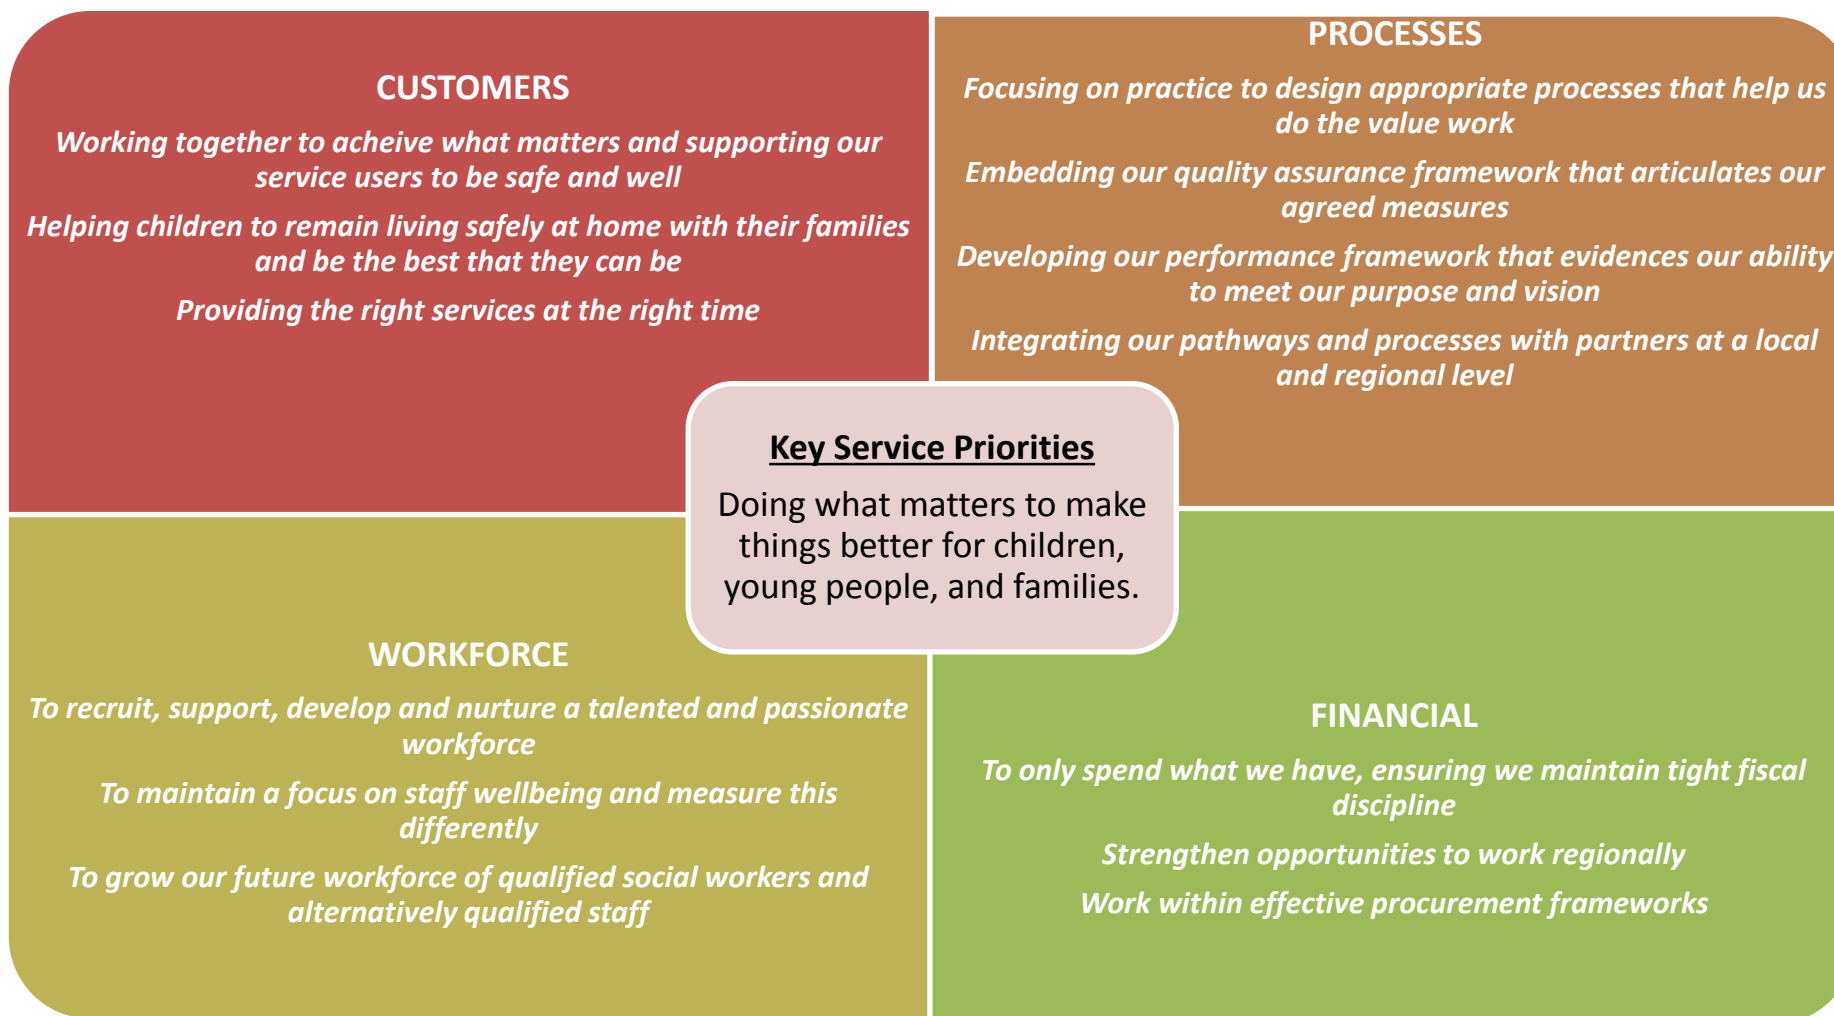 CUSTOMERS
Working together to acheive what matters and supporting our
service users to be safe and well
Helping children to remain living safely at home with their families
and be the best that they can be
Providing the right services at the right time
PROCESSES
Focusing on practice to design appropriate processes that help us
do the value work
Embedding our quality assurance framework that articulates our
agreed measures
Developing our performance framework that evidences our ability
to meet our purpose and vision
Integrating our pathways and processes with partners at a local
and regional level
Key Service Priorities
Doing what matters to make
things better for children,
young people, and families.
WORKFORCE
To recruit, support, develop and nurture a talented and passionate
workforce
To maintain a focus on staff wellbeing and measure this
differently
To grow our future workforce of qualified social workers and
alternatively qualified staff
FINANCIAL
To only spend what we have, ensuring we maintain tight fiscal
discipline
Strengthen opportunities to work regionally
Work within effective procurement frameworks